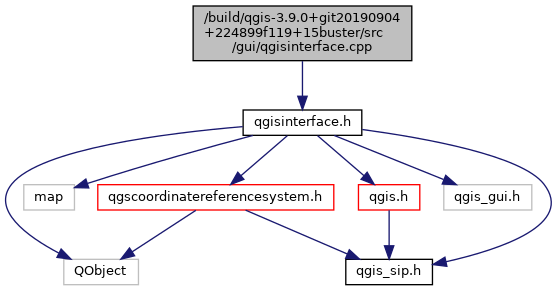 /build/qgis-3.9.0+git20190904
+224899f119+15buster/src
/gui/qgisinterface.cpp
qgisinterface.h
map
qgscoordinatereferencesystem.h
qgis.h
qgis_gui.h
QObject
qgis_sip.h